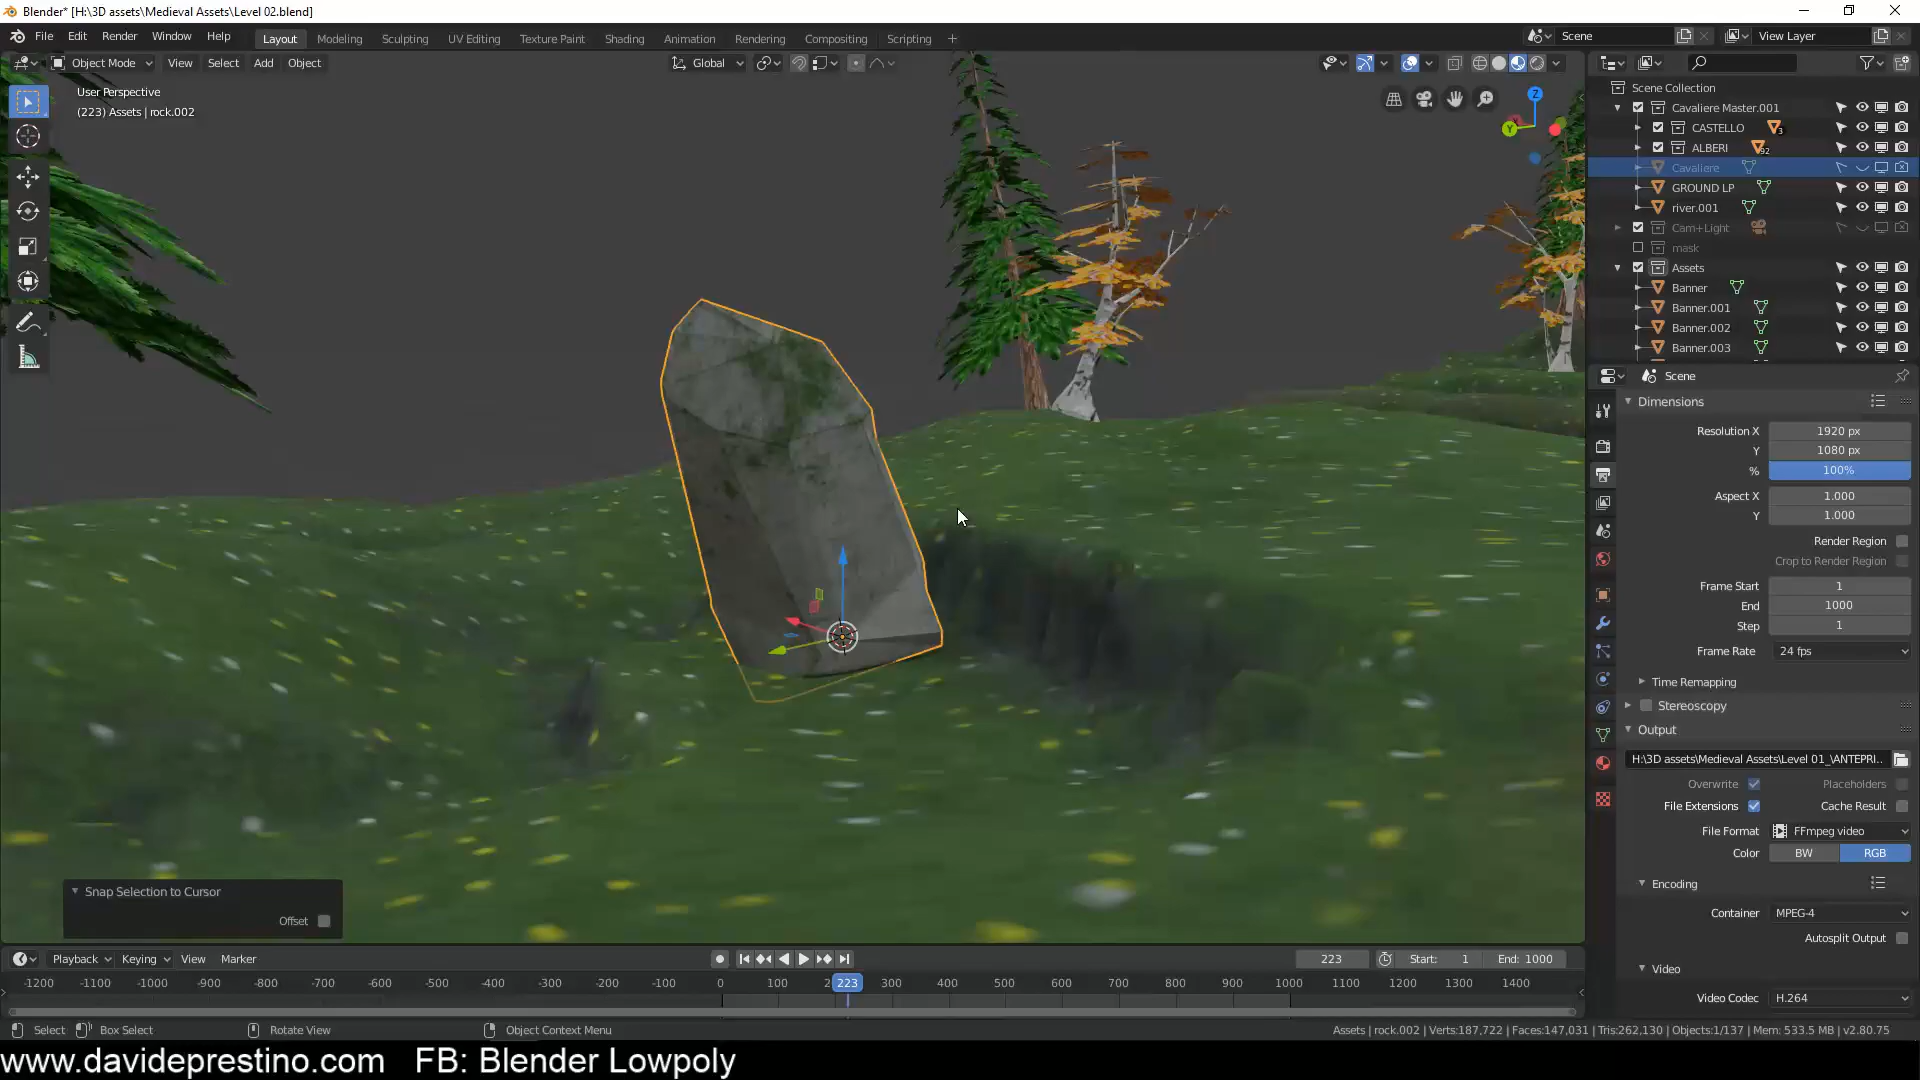 Blender* [H:\3D assets\Medieval Assets\Level 02.blend]
File Edit Render Window Help
Layout Modeling Sculpting UV Editing Texture Paint Shading Animation Rendering Compositing Scripting +
Scene
View Layer
Object Mode View Select Add Object
Global
User Perspective
(223) Assets | rock.002
Z
Y
Scene Collection
Cavaliere Master.001
CASTELLO 3
ALBERI 92
Cavaliere
GROUND LP
river.001
Cam+Light
mask
Assets
Banner
Banner.001
Banner.002
Banner.003
Scene
Dimensions
Resolution X 1920 px
Y 1080 px
% 100%
Aspect X 1.000
Y 1.000
Render Region
Crop to Render Region
Frame Start 1
End 1000
Step 1
Frame Rate 24 fps
Time Remapping
Stereoscopy
Output
H:\3D assets\Medieval Assets\Level 01_\ANTEPRI..
Overwrite Placeholders
File Extensions Cache Result
File Format FFmpeg video
Color BW RGB
Encoding
Container MPEG-4
Autosplit Output
Video
Video Codec H.264
Snap Selection to Cursor
Offset
Playback Keying View Marker
223 Start: 1 End: 1000
-1200 -1100 -1000 -900 -800 -700 -600 -500 -400 -300 -200 -100 0 100 2 223 300 400 500 600 700 800 900 1000 1100 1200 1300 1400
Select Box Select Rotate View Object Context Menu
Assets | rock.002 | Verts:187,722 | Faces:147,031 | Tris:262,130 | Objects:1/137 | Mem: 533.5 MB | v2.80.75
www.davideprestino.com FB: Blender Lowpoly